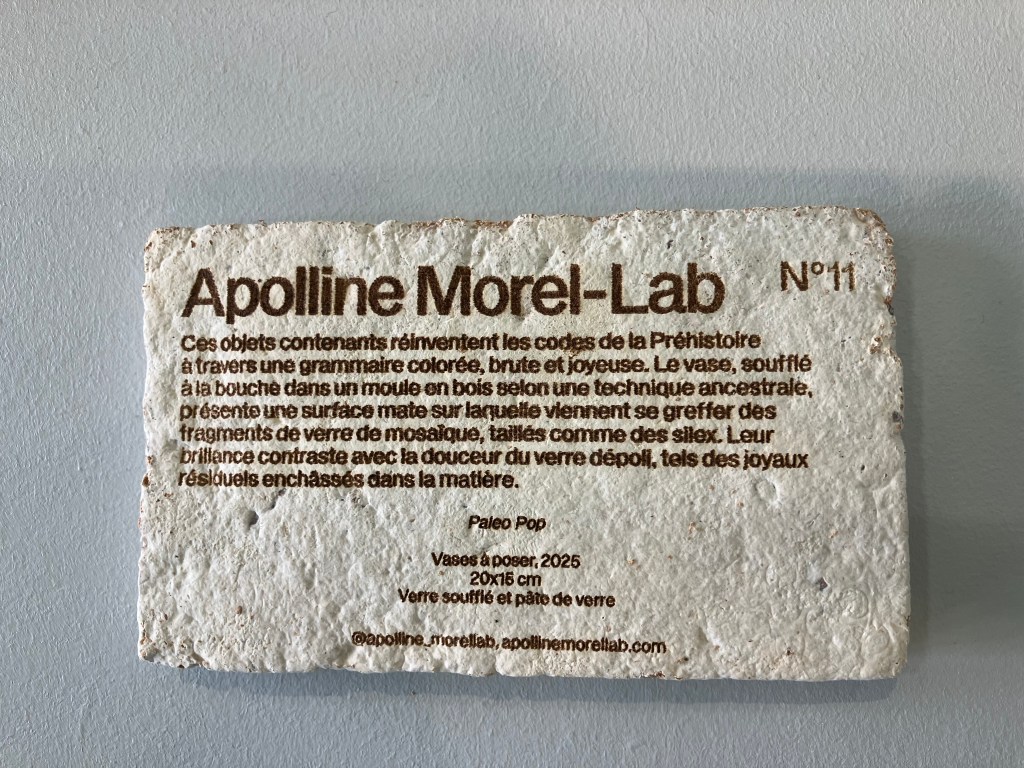 Apolline Morel-Lab N°11
Ces objets contenants réinventent les codes de la Préhistoire
à travers une grammaire colorée, brute et joyeuse. Le vase, soufflé
à la bouche dans un moule en bois selon une technique ancestrale,
présente une surface mate sur laquelle viennent se greffer des
fragments de verre de mosaïque, taillés comme des silex. Leur
brillance contraste avec la douceur du verre dépoli, tels des joyaux
résiduels enchâssés dans la matière.
Paleo Pop
Vases à poser, 2025
20x15 cm
Verre soufflé et pâte de verre
@apolline_morellab, apollinemorellab.com